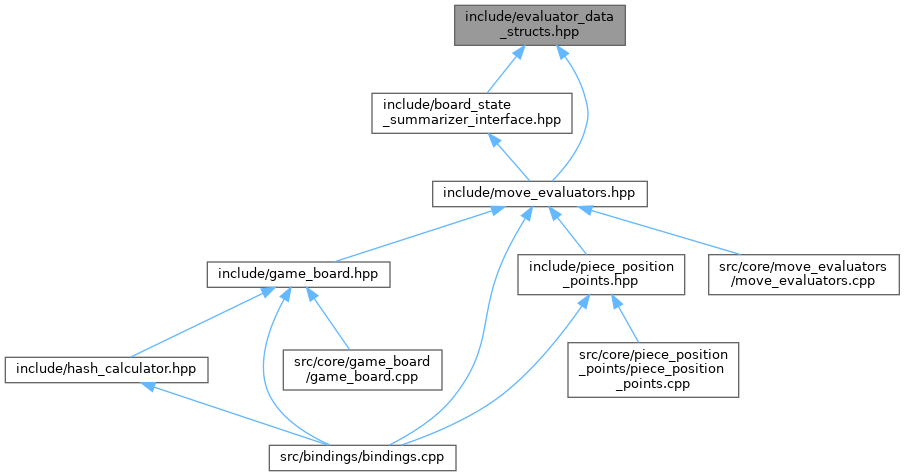 include/evaluator_data
_structs.hpp
include/board_state
_summarizer_interface.hpp
include/move_evaluators.hpp
include/game_board.hpp
include/piece_position
_points.hpp
src/core/move_evaluators
/move_evaluators.cpp
include/hash_calculator.hpp
src/core/game_board
/game_board.cpp
src/core/piece_position
_points/piece_position
_points.cpp
src/bindings/bindings.cpp